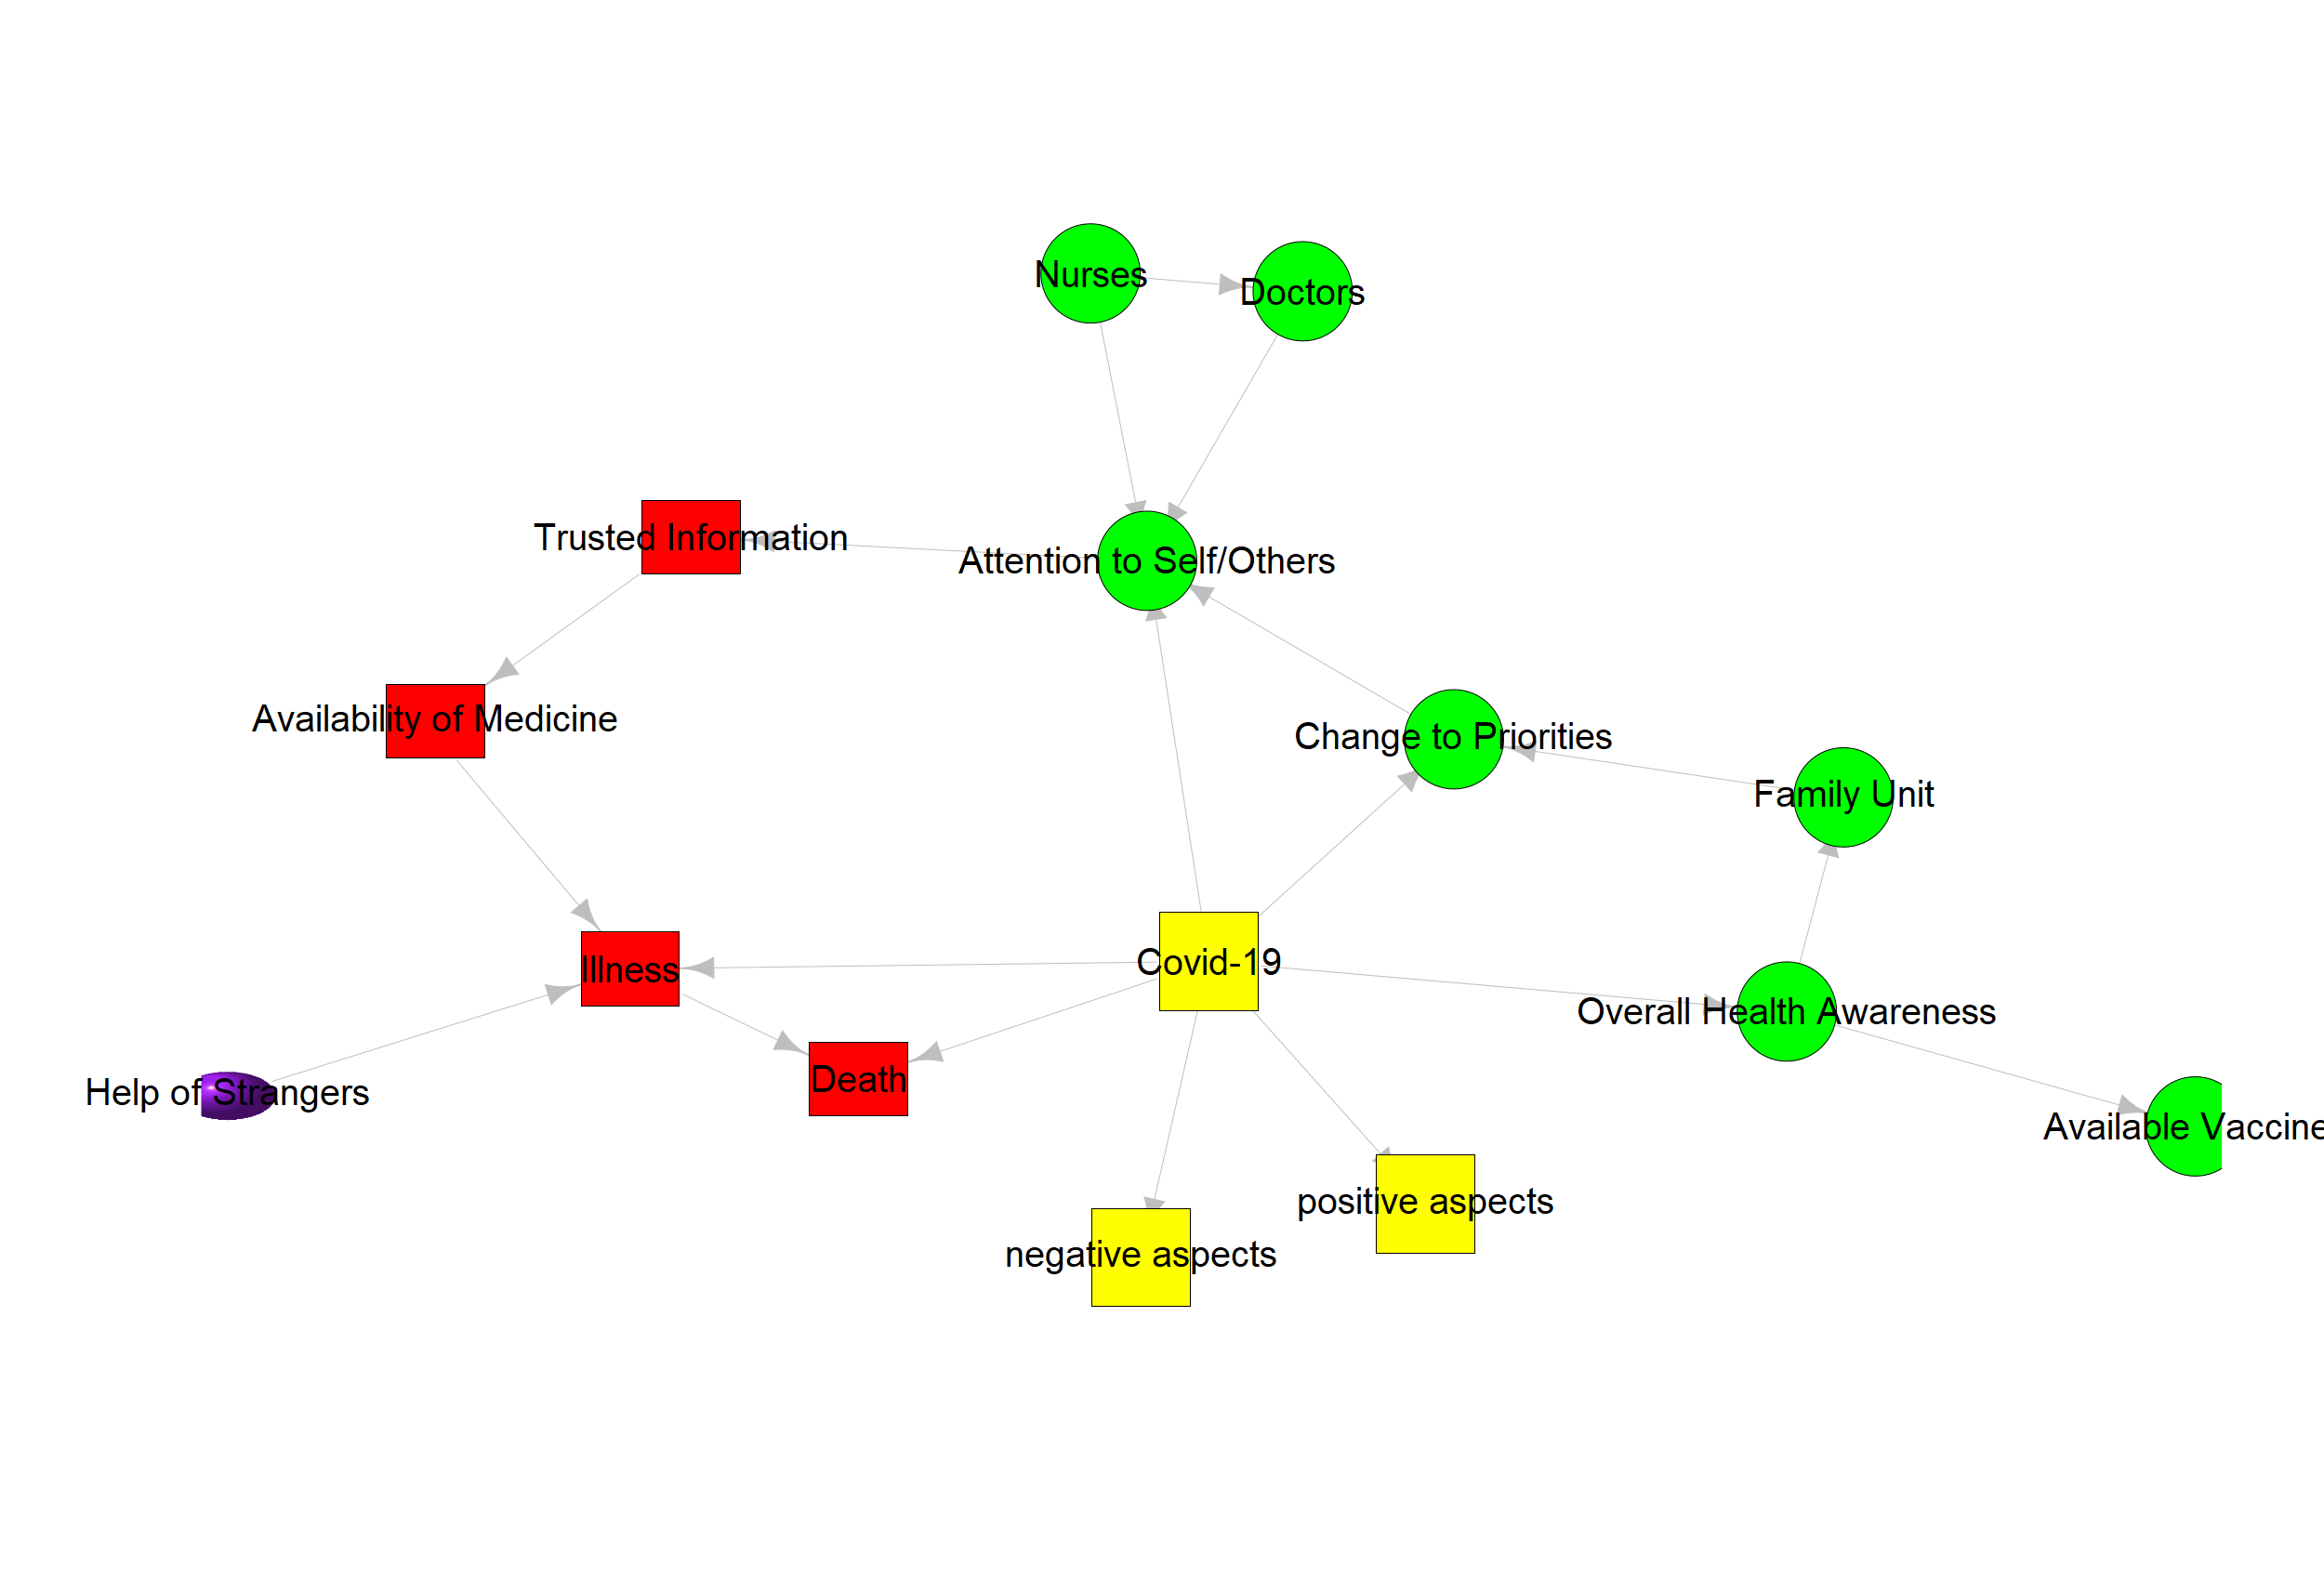 Nurses
Doctors
Trusted Information
Attention to Self/Others
Availability of Medicine
Change to Priorities
Family Unit
Illness
Covid-19
Overall Health Awareness
Death
Help of Strangers
Available Vaccine
positive aspects
negative aspects